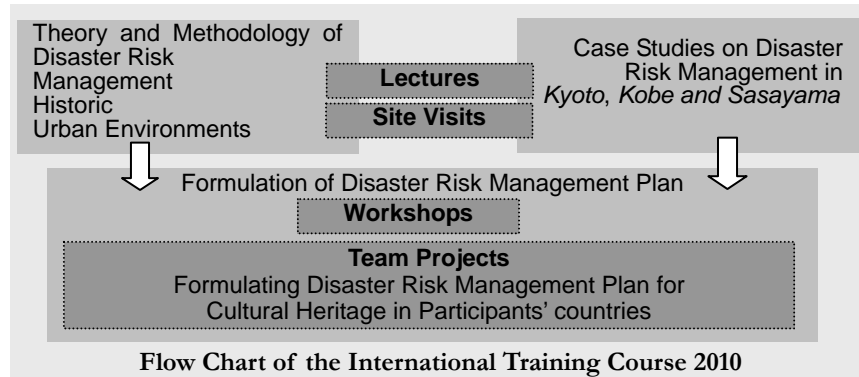 Theory and Methodology of
Disaster Risk
Management
Historic
Urban Environments
Lectures
Site Visits
Case Studies on Disaster
Risk Management in
Kyoto, Kobe and Sasayama
Formulation of Disaster Risk Management Plan
Workshops
Team Projects
Formulating Disaster Risk Management Plan for
Cultural Heritage in Participants' countries
Flow Chart of the International Training Course 2010